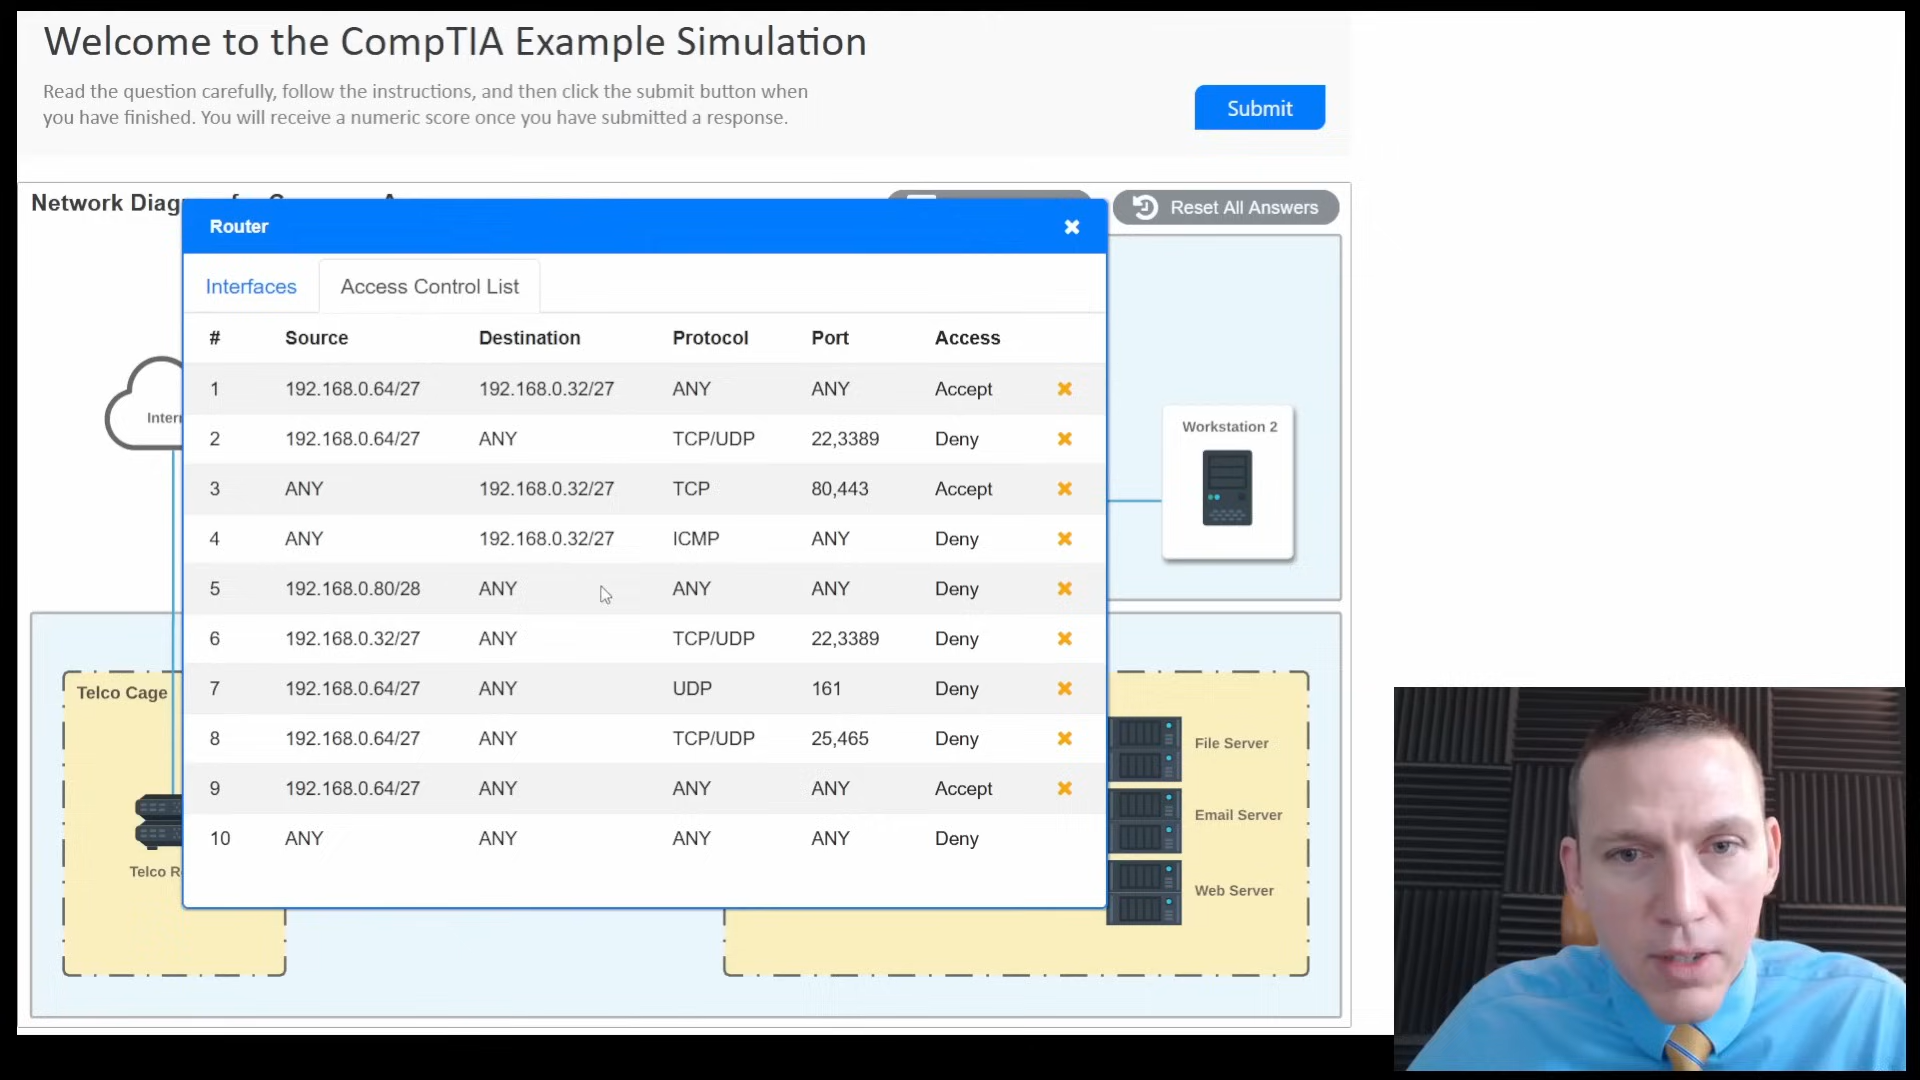 Welcome to the CompTIA Example Simulation
Read the question carefully, follow the instructions, and then click the submit button when
you have finished. You will receive a numeric score once you have submitted a response.
Submit
Network Diag
Reset All Answers
Router
Interfaces
Access Control List
# Source Destination Protocol Port Access
1 192.168.0.64/27 192.168.0.32/27 ANY ANY Accept
2 192.168.0.64/27 ANY TCP/UDP 22,3389 Deny
3 ANY 192.168.0.32/27 TCP 80,443 Accept
4 ANY 192.168.0.32/27 ICMP ANY Deny
5 192.168.0.80/28 ANY ANY ANY Deny
6 192.168.0.32/27 ANY TCP/UDP 22,3389 Deny
7 192.168.0.64/27 ANY UDP 161 Deny
8 192.168.0.64/27 ANY TCP/UDP 25,465 Deny
9 192.168.0.64/27 ANY ANY ANY Accept
10 ANY ANY ANY ANY Deny
Inter
Workstation 2
Telco Cage
Telco R
File Server
Email Server
Web Server